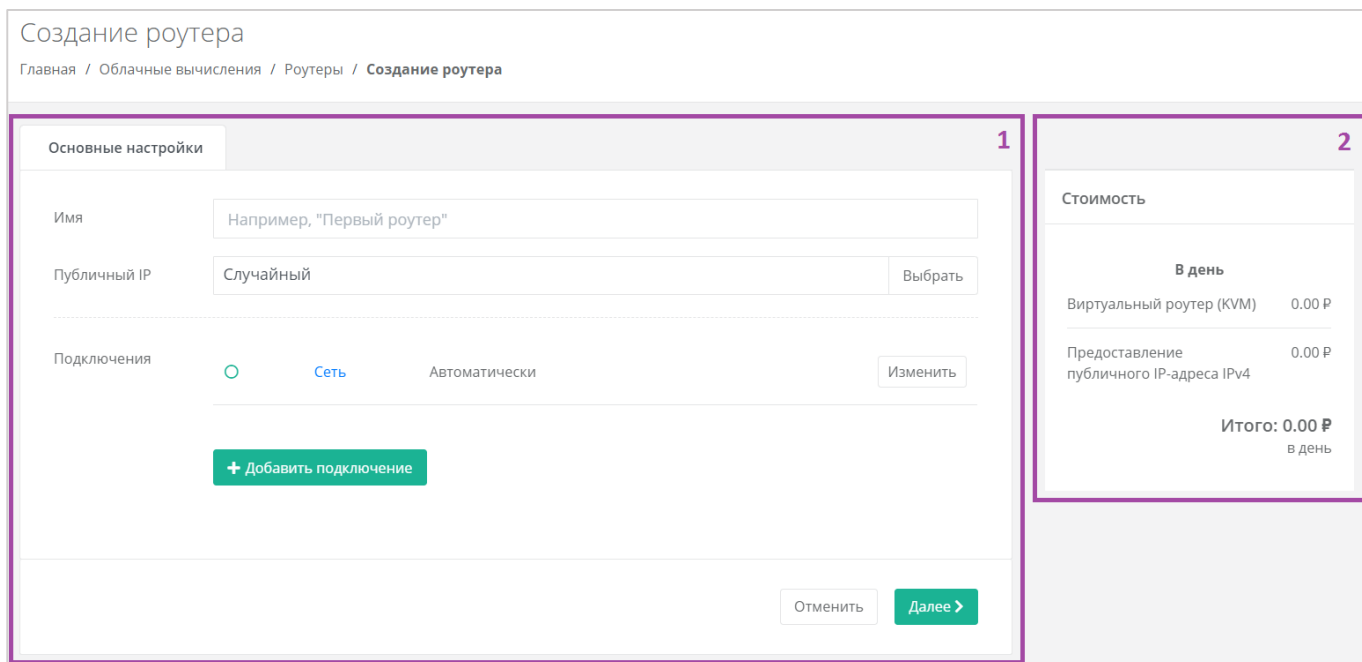 Создание роутера
Главная / Облачные вычисления / Роутеры / Создание роутера
Основные настройки
1
Имя
Например, "Первый роутер"
Публичный IP
Случайный
Выбрать
Подключения
Сеть
Автоматически
Изменить
+ Добавить подключение
Отменить
Далее
2
Стоимость
В день
Виртуальный роутер (KVM) 0.00 ₽
Предоставление 0.00 ₽
публичного IP-адреса IPv4
Итого: 0.00 ₽
в день